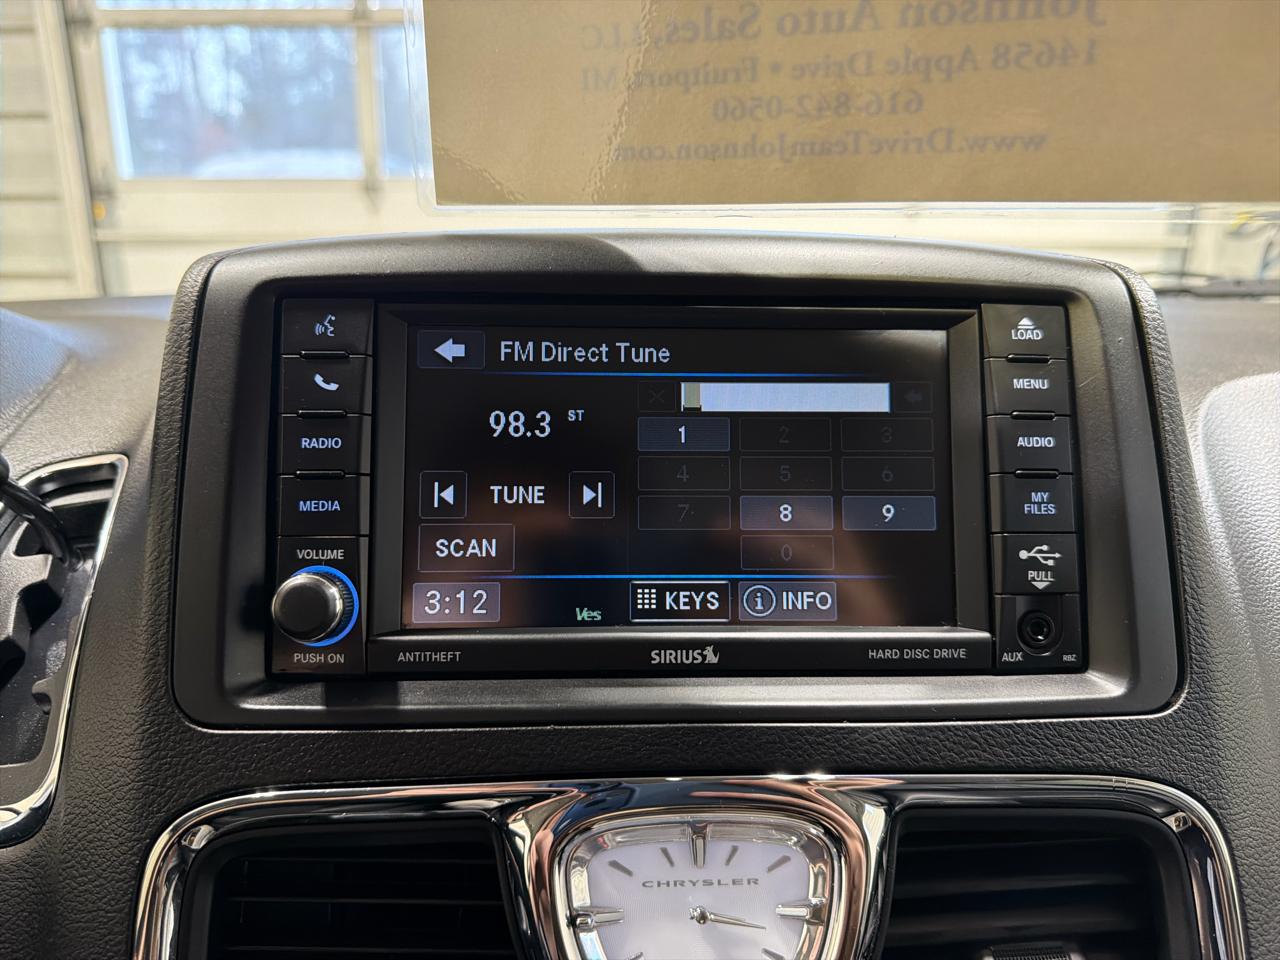 Johnson Auto Sales, LLC
14658 Apple Drive • Fruitport, MI
616-842-0560
www.DriveTeamJohnson.com
LOAD
FM Direct Tune
MENU
98.3 ST
1 2 3
RADIO
AUDIO
4 5 6
TUNE
MEDIA
MY
FILES
7 8 9
SCAN
0
VOLUME
PULL
3:12
Ves
KEYS
INFO
PUSH ON
ANTITHEFT
SIRIUS
HARD DISC DRIVE
AUX
RBZ
CHRYSLER